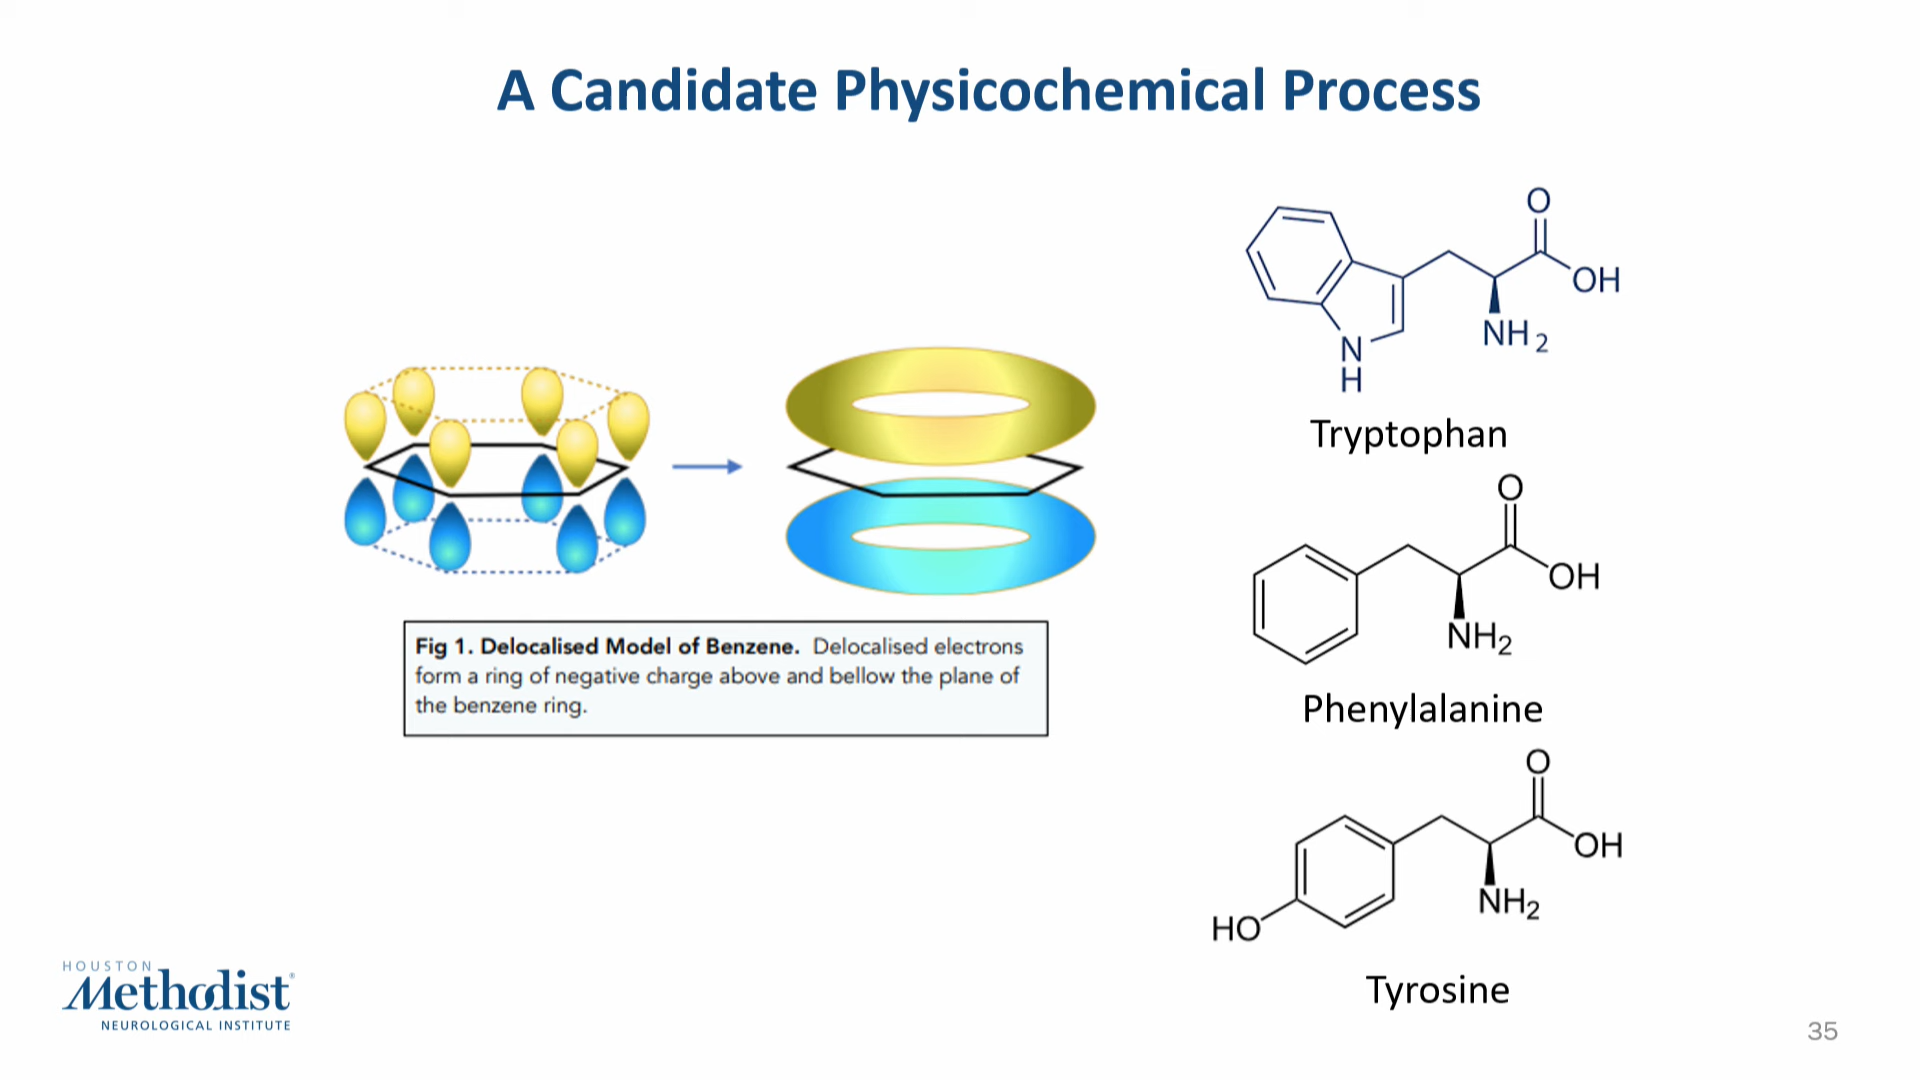 A Candidate Physicochemical Process
Fig 1. Delocalised Model of Benzene. Delocalised electrons
form a ring of negative charge above and bellow the plane of
the benzene ring.
O
OH
NH2
N
H
Tryptophan
O
OH
NH2
Phenylalanine
O
OH
NH2
HO
Tyrosine
HOUSTON
Methodist®
NEUROLOGICAL INSTITUTE
35